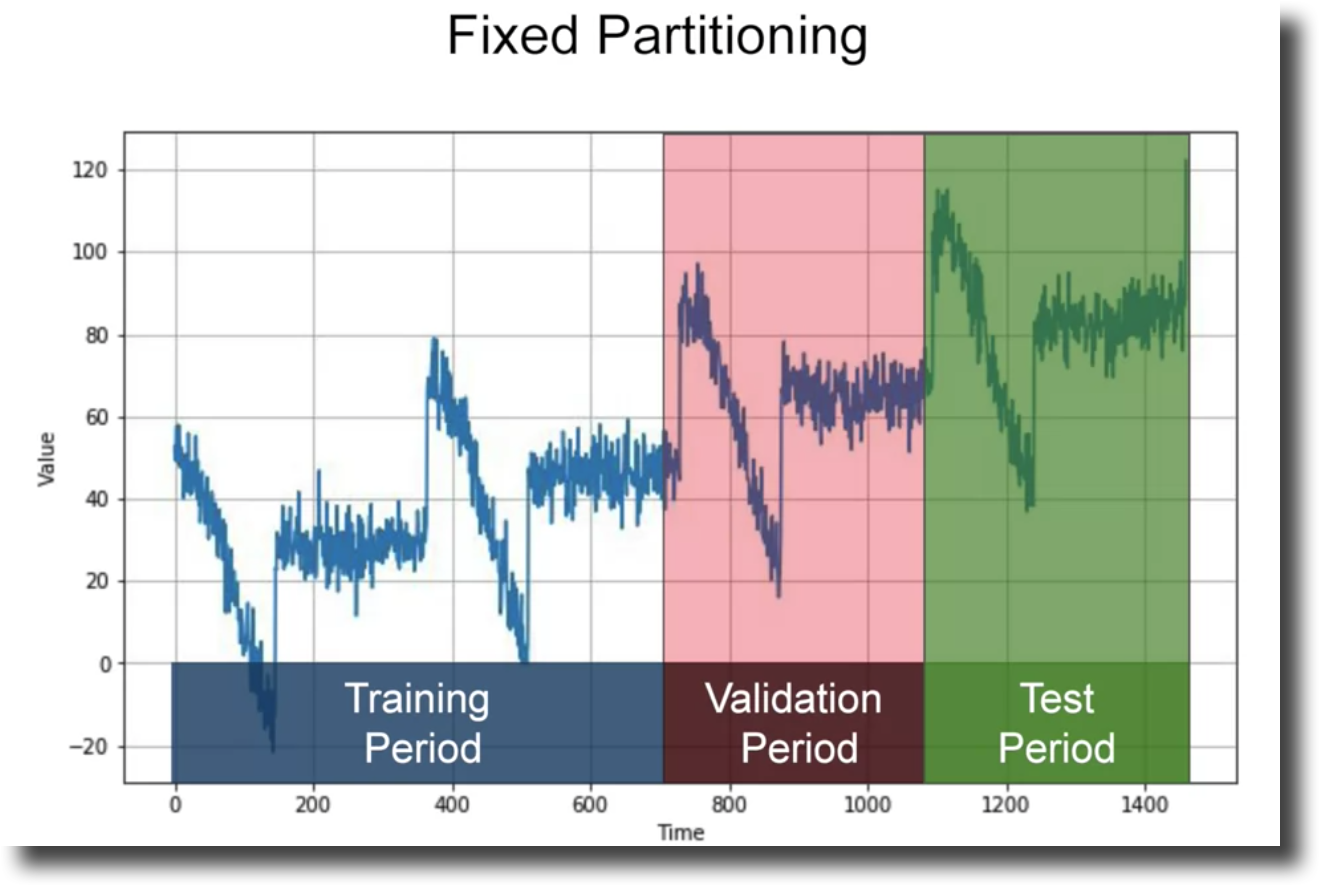 Fixed Partitioning
120
100
80
60
40
20
0
−20
Value
Training
Period
Validation
Period
Test
Period
0 200 400 600 800 1000 1200 1400
Time